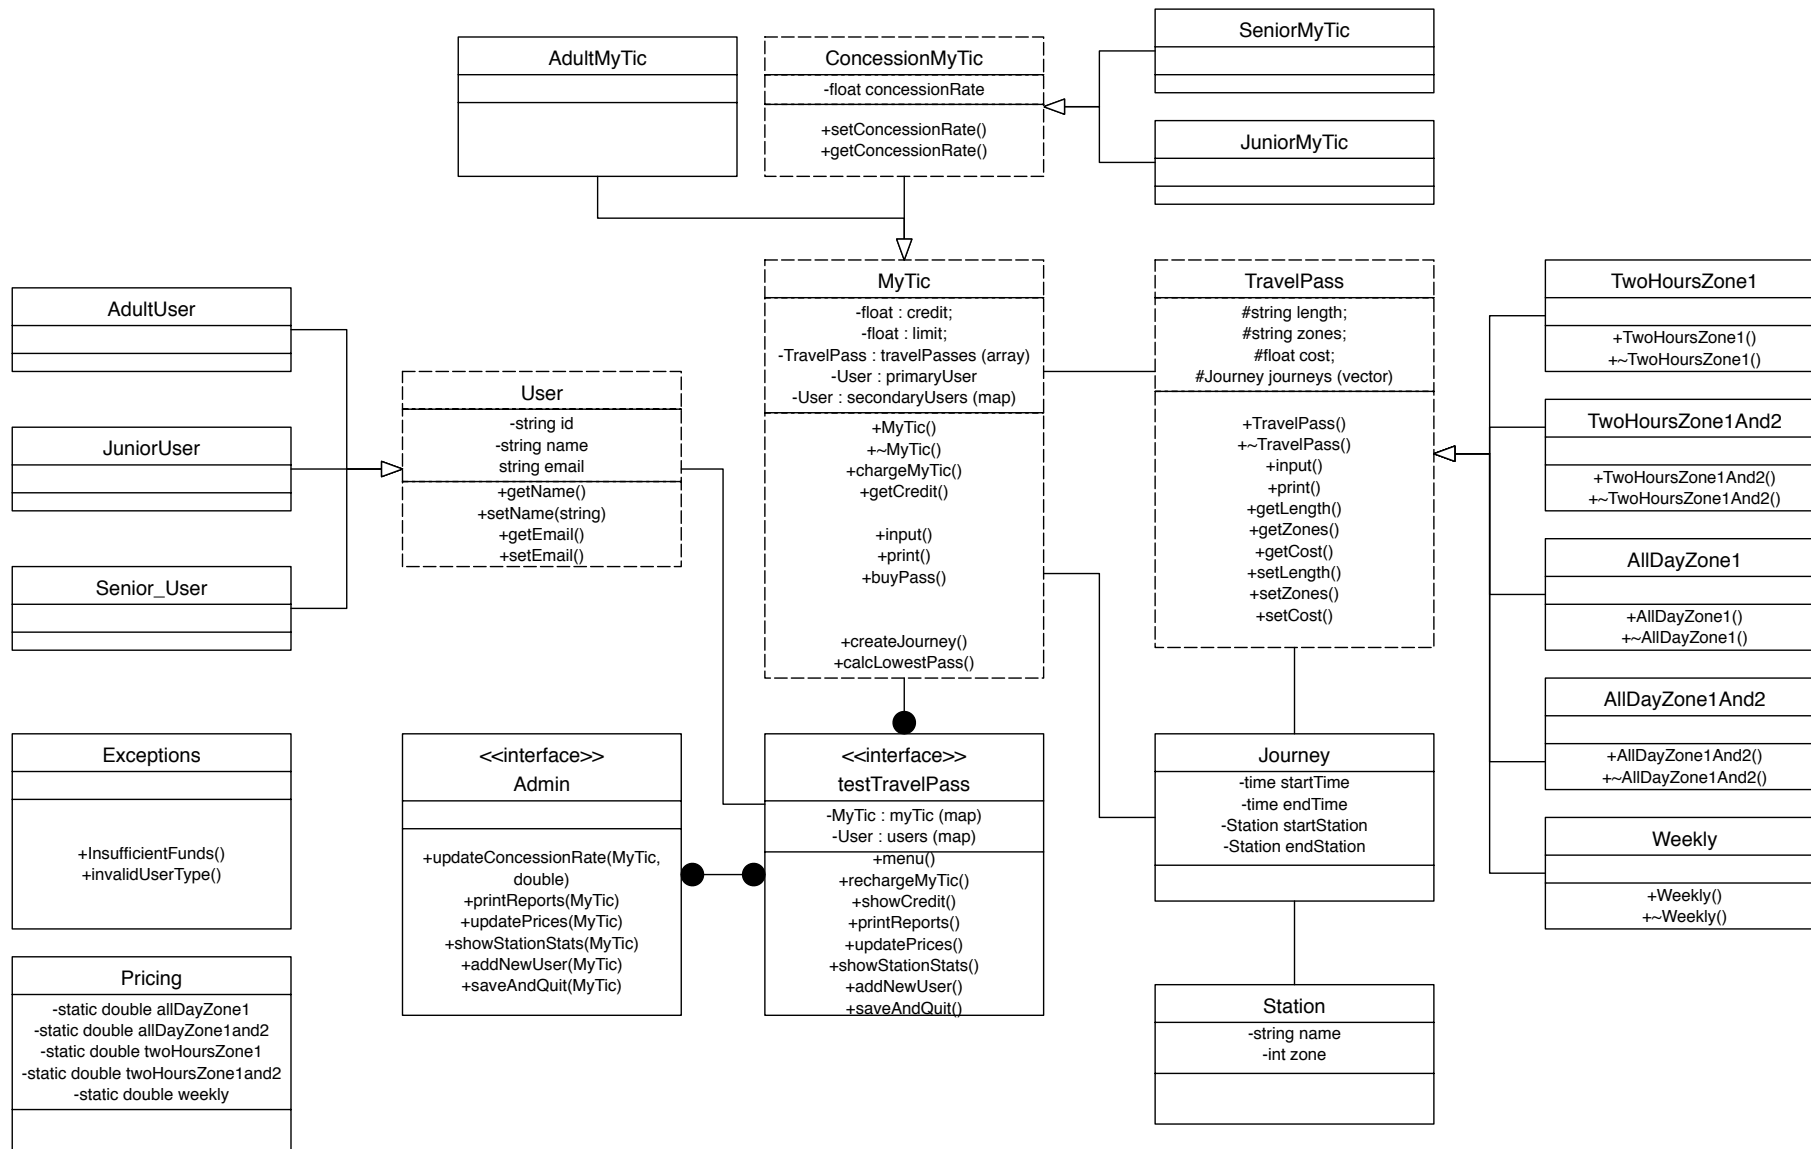 AdultMyTic
ConcessionMyTic
-float concessionRate
+setConcessionRate()
+getConcessionRate()
SeniorMyTic
JuniorMyTic
AdultUser
JuniorUser
Senior_User
User
-string id
-string name
string email
+getName()
+setName(string)
+getEmail()
+setEmail()
MyTic
-float : credit;
-float : limit;
-TravelPass : travelPasses (array)
-User : primaryUser
-User : secondaryUsers (map)
+MyTic()
+~MyTic()
+chargeMyTic()
+getCredit()
+input()
+print()
+buyPass()
+createJourney()
+calcLowestPass()
TravelPass
#string length;
#string zones;
#float cost;
#Journey journeys (vector)
+TravelPass()
+~TravelPass()
+input()
+print()
+getLength()
+getZones()
+getCost()
+setLength()
+setZones()
+setCost()
TwoHoursZone1
+TwoHoursZone1()
+~TwoHoursZone1()
TwoHoursZone1And2
+TwoHoursZone1And2()
+~TwoHoursZone1And2()
AllDayZone1
+AllDayZone1()
+~AllDayZone1()
AllDayZone1And2
+AllDayZone1And2()
+~AllDayZone1And2()
Weekly
+Weekly()
+~Weekly()
Exceptions
+InsufficientFunds()
+invalidUserType()
Pricing
-static double allDayZone1
-static double allDayZone1and2
-static double twoHoursZone1
-static double twoHoursZone1and2
-static double weekly
<<interface>>
Admin
+updateConcessionRate(MyTic,
double)
+printReports(MyTic)
+updatePrices(MyTic)
+showStationStats(MyTic)
+addNewUser(MyTic)
+saveAndQuit(MyTic)
<<interface>>
testTravelPass
-MyTic : myTic (map)
-User : users (map)
+menu()
+rechargeMyTic()
+showCredit()
+printReports()
+updatePrices()
+showStationStats()
+addNewUser()
+saveAndQuit()
Journey
-time startTime
-time endTime
-Station startStation
-Station endStation
Station
-string name
-int zone